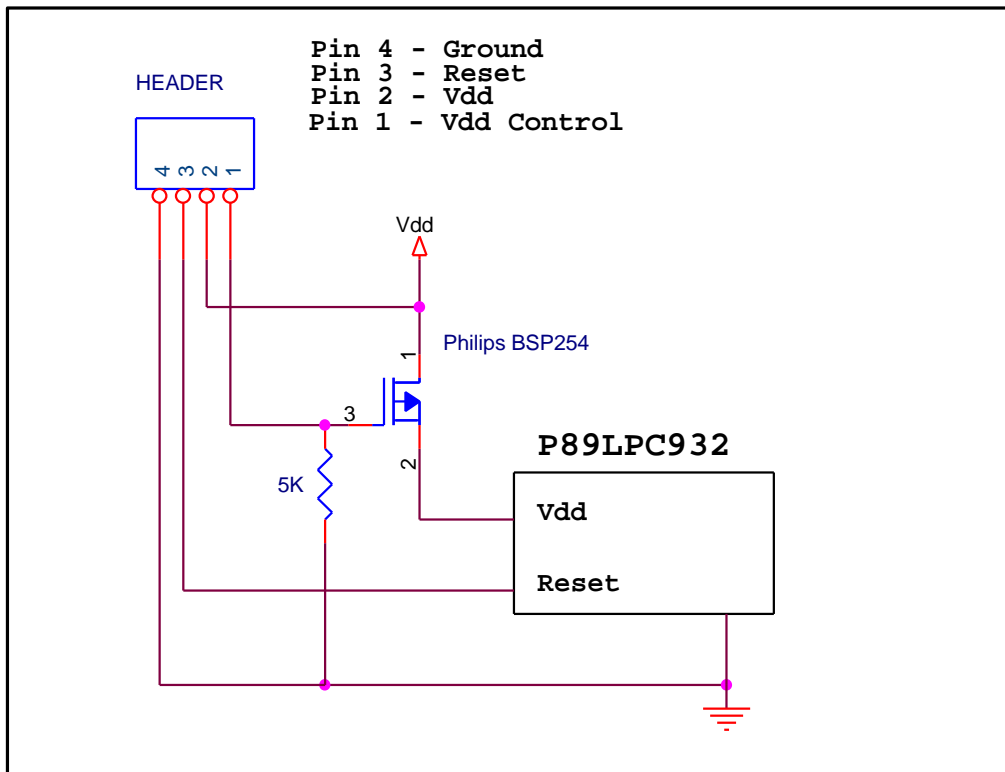 Pin 4 - Ground
Pin 3 - Reset
HEADER
Pin 2 - Vdd
Pin 1 - Vdd Control
4 3 2 1
Vdd
Philips BSP254
1
3
2
P89LPC932
5K
Vdd
Reset